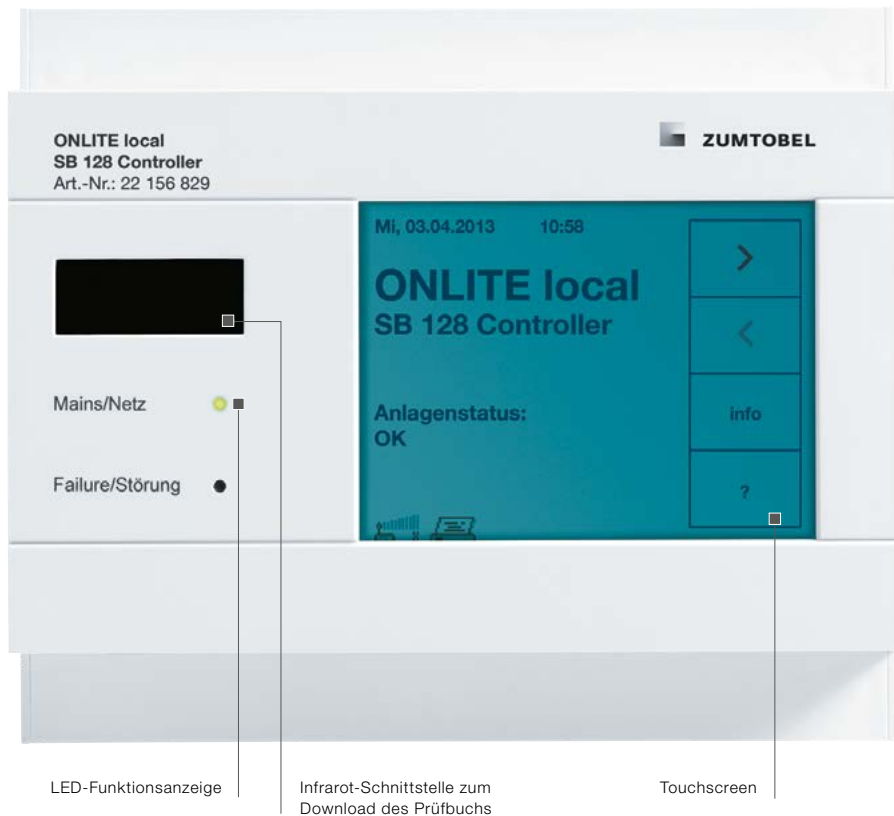 ONLITE local
SB 128 Controller
Art.-Nr.: 22 156 829
ZUMTOBEL
Mi, 03.04.2013 10:58
ONLITE local
SB 128 Controller
Anlagenstatus:
OK
>
<
info
?
Mains/Netz
Failure/Störung
LED-Funktionsanzeige
Infrarot-Schnittstelle zum
Download des Prüfbuchs
Touchscreen